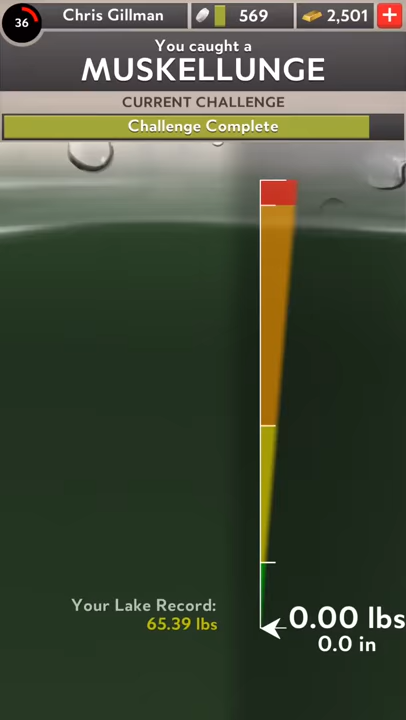 36
Chris Gillman
569
2,501
You caught a
MUSKELLUNGE
CURRENT CHALLENGE
Challenge Complete
Your Lake Record:
65.39 lbs
0.00 lbs
0.0 in